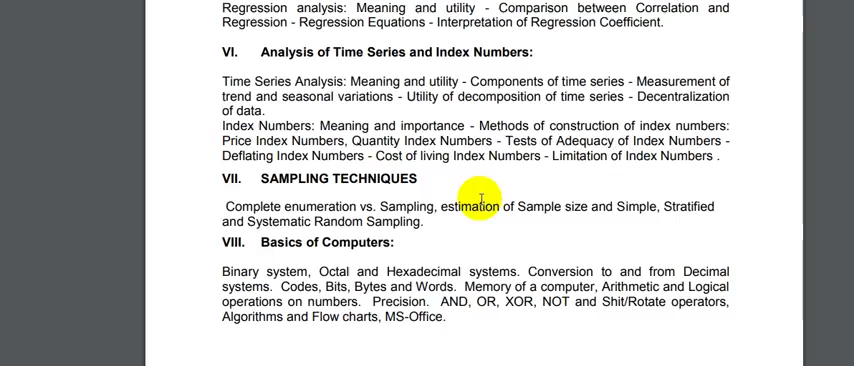 Regression analysis: Meaning and utility - Comparison between Correlation and
Regression - Regression Equations - Interpretation of Regression Coefficient.
VI. Analysis of Time Series and Index Numbers:
Time Series Analysis: Meaning and utility - Components of time series - Measurement of
trend and seasonal variations - Utility of decomposition of time series - Decentralization
of data.
Index Numbers: Meaning and importance - Methods of construction of index numbers:
Price Index Numbers, Quantity Index Numbers - Tests of Adequacy of Index Numbers -
Deflating Index Numbers - Cost of living Index Numbers - Limitation of Index Numbers .
VII. SAMPLING TECHNIQUES
Complete enumeration vs. Sampling, estimation of Sample size and Simple, Stratified
and Systematic Random Sampling.
VIII. Basics of Computers:
Binary system, Octal and Hexadecimal systems. Conversion to and from Decimal
systems. Codes, Bits, Bytes and Words. Memory of a computer, Arithmetic and Logical
operations on numbers. Precision. AND, OR, XOR, NOT and Shit/Rotate operators,
Algorithms and Flow charts, MS-Office.